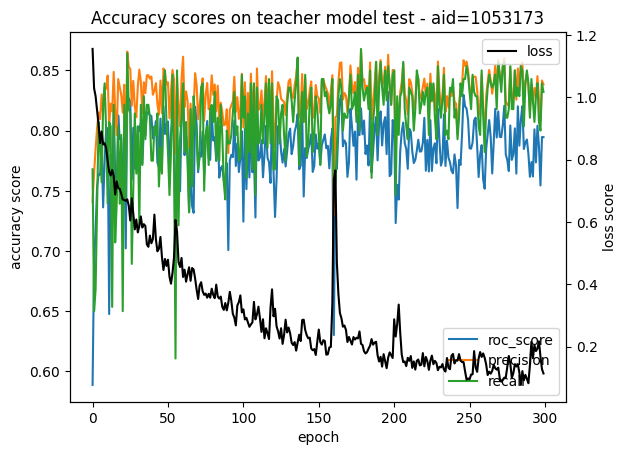 Accuracy scores on teacher model test - aid=1053173
loss
accuracy score
0.85
0.80
0.75
0.70
0.65
0.60
1.2
1.0
0.8
0.6
0.4
0.2
loss score
roc_score
precision
recall
0
50
100
150
200
250
300
epoch